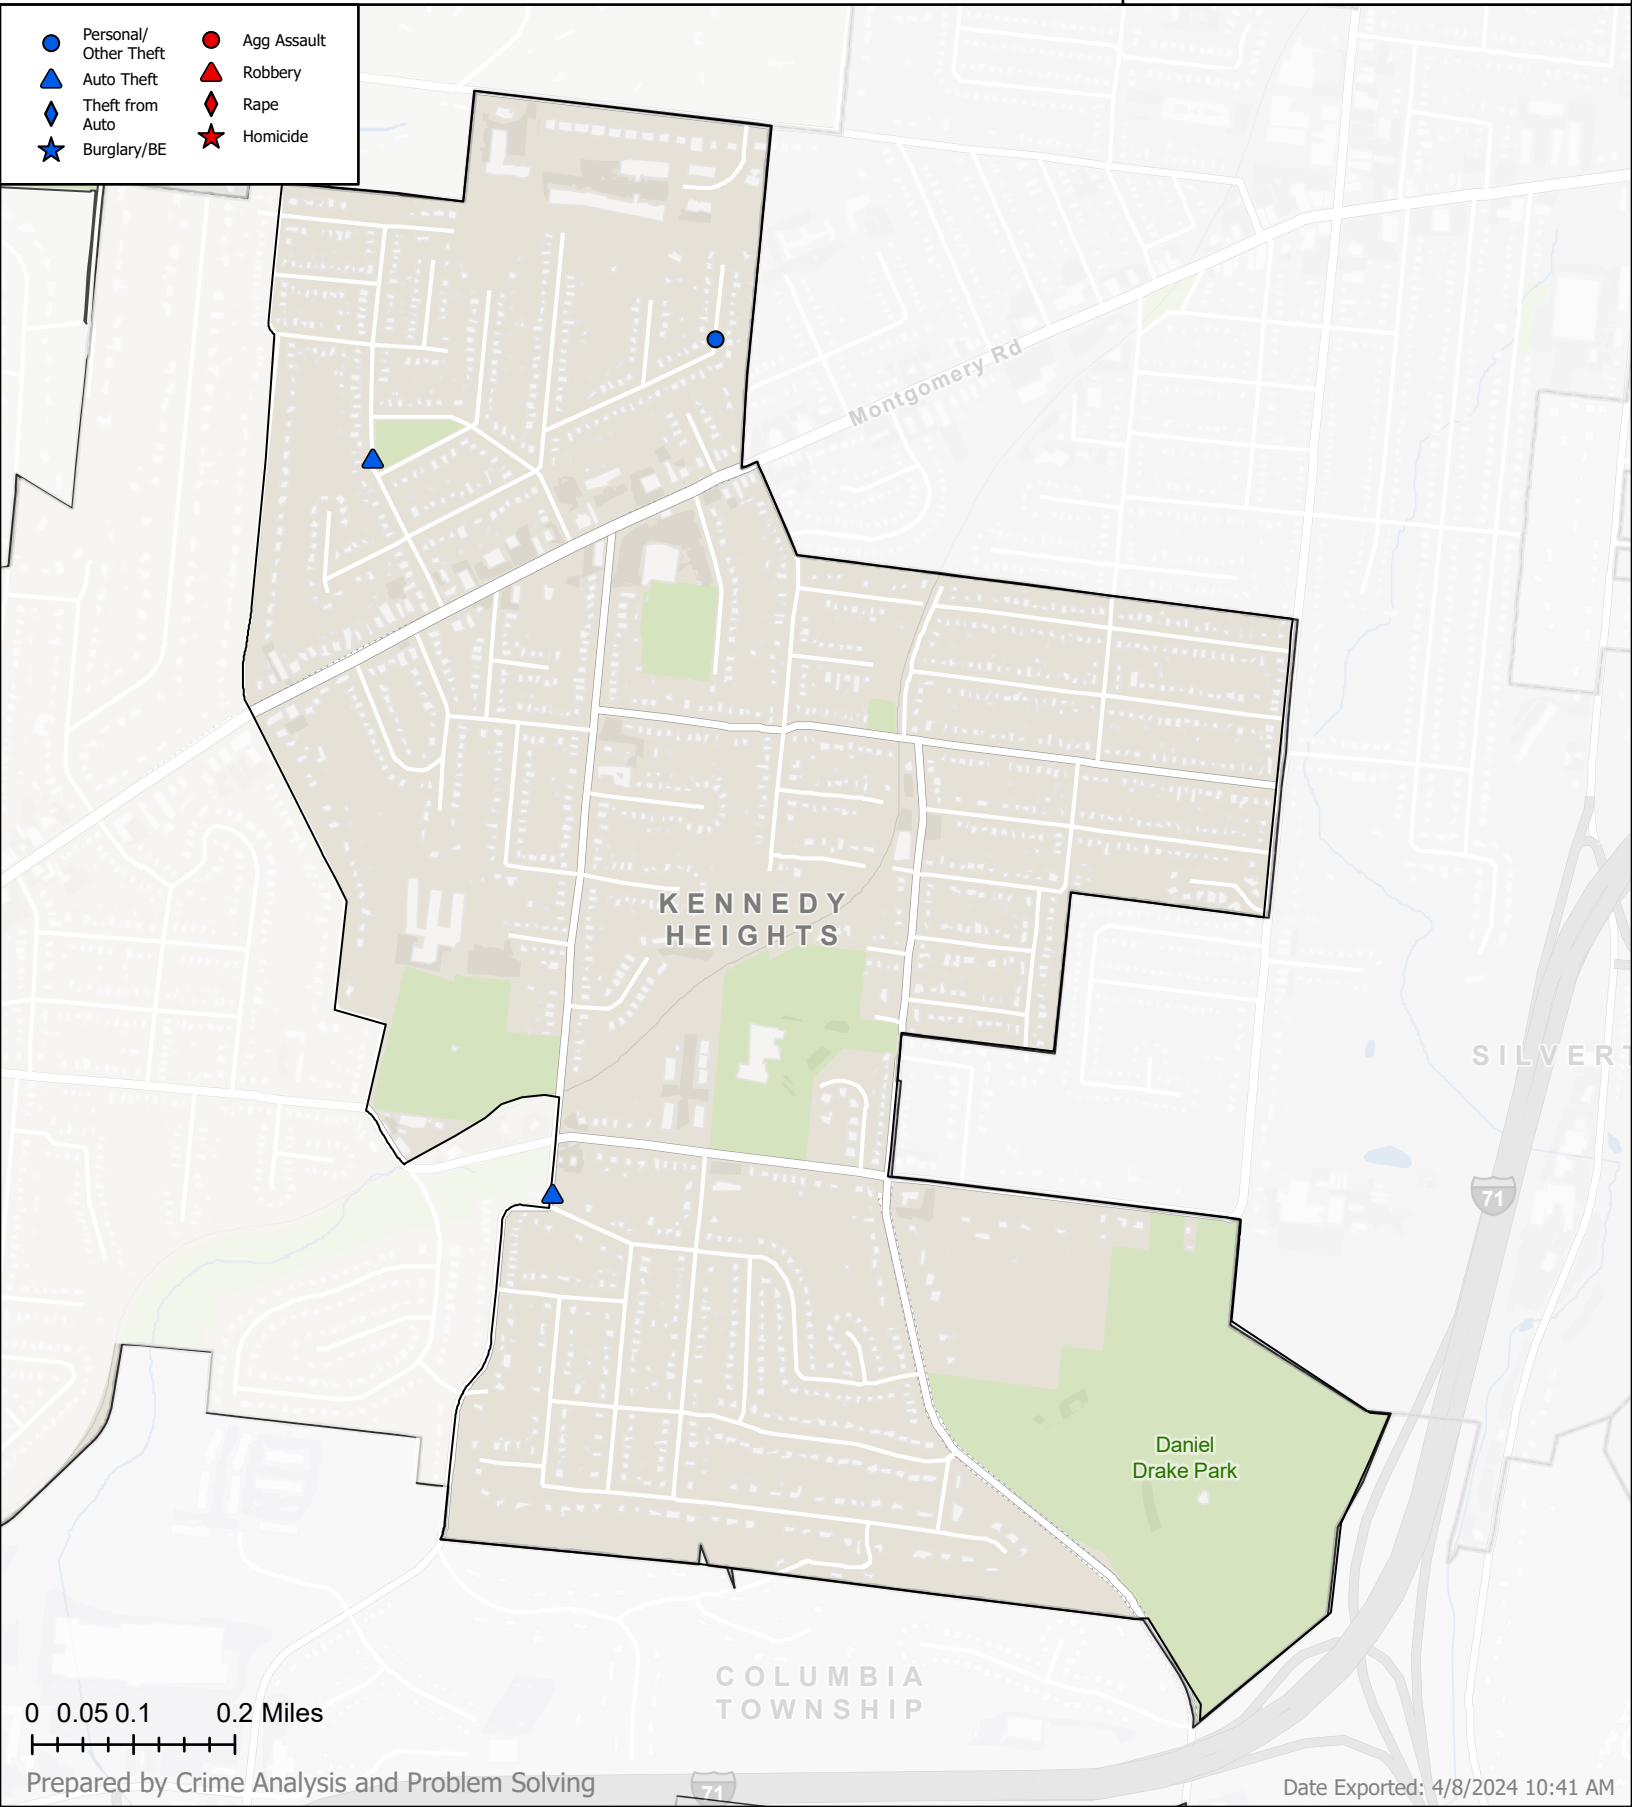 Personal/
Other Theft
Auto Theft
Theft from
Auto
Burglary/BE
Agg Assault
Robbery
Rape
Homicide
Montgomery Rd
KENNEDY
HEIGHTS
SILVERT
71
Daniel
Drake Park
COLUMBIA
TOWNSHIP
0 0.05 0.1 0.2 Miles
Prepared by Crime Analysis and Problem Solving
71
Date Exported: 4/8/2024 10:41 AM